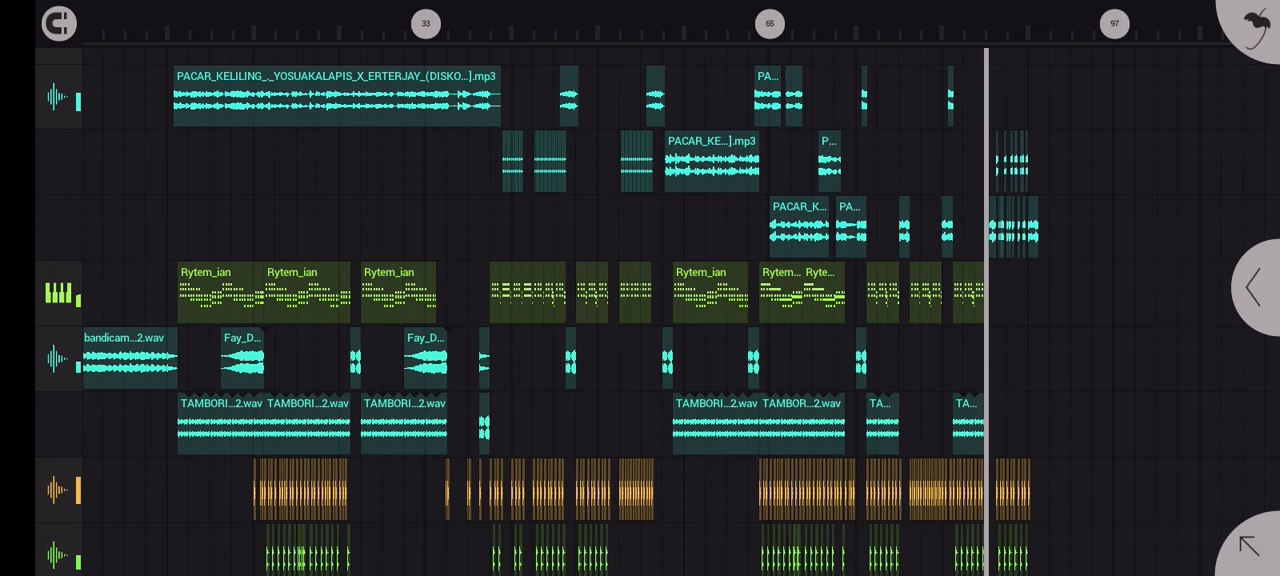 33
65
97
PACAR_KELILING_-_YOSUAKALAPIS_X_ERTERJAY_(DISKO...].mp3
PA...
PACAR_KE...].mp3
P...
PACAR_K...
PA...
Rytem_ian
Rytem_ian
Rytem_ian
Rytem_ian
Rytem...
Ryte...
bandicam...2.wav
Fay_D...
Fay_D...
TAMBORI...2.wav
TAMBORI...2.wav
TAMBORI...2.wav
TAMBORI...2.wav
TAMBOR...2.wav
TA...
TA...